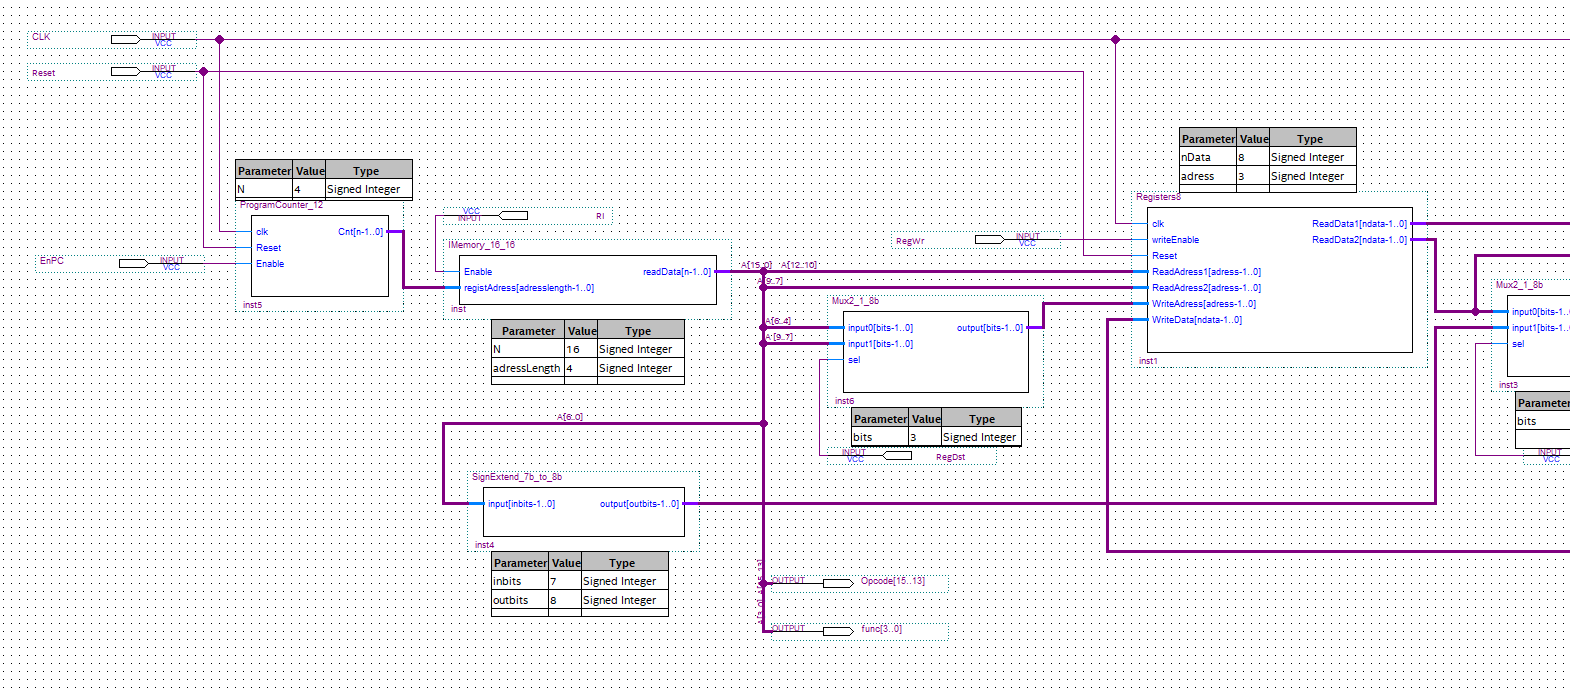 CLK
INPUT
VCC
Reset
INPUT
VCC
Parameter Value Type
N 4 Signed Integer
ProgramCounter_12
clk Cnt[n-1..0]
Reset
Enable
inst5
EnPC
INPUT
VCC
VCC
INPUT
RI
IMemory_16_16
Enable readData[n-1..0]
registAdress[adresslength-1..0]
inst
Parameter Value Type
N 16 Signed Integer
adressLength 4 Signed Integer
A[15..0] A[12..10]
A[9..7]
A[6..4]
A[9..7]
Mux2_1_8b
input0[bits-1..0] output[bits-1..0]
input1[bits-1..0]
sel
inst6
Parameter Value Type
bits 3 Signed Integer
INPUT
VCC
RegDst
RegWr
INPUT
VCC
Parameter Value Type
nData 8 Signed Integer
adress 3 Signed Integer
Registers8
clk ReadData1[ndata-1..0]
writeEnable ReadData2[ndata-1..0]
Reset
ReadAdress1[adress-1..0]
ReadAdress2[adress-1..0]
WriteAdress[adress-1..0]
WriteData[ndata-1..0]
inst1
Mux2_1_8b
input0[bits-1..
input1[bits-1..
sel
inst3
Parameter
bits
INPUT
VCC
A[6..0]
SignExtend_7b_to_8b
input[inbits-1..0] output[outbits-1..0]
inst4
Parameter Value Type
inbits 7 Signed Integer
outbits 8 Signed Integer
A[15..13]
OUTPUT Opcode[15..13]
A[3..0]
OUTPUT func[3..0]